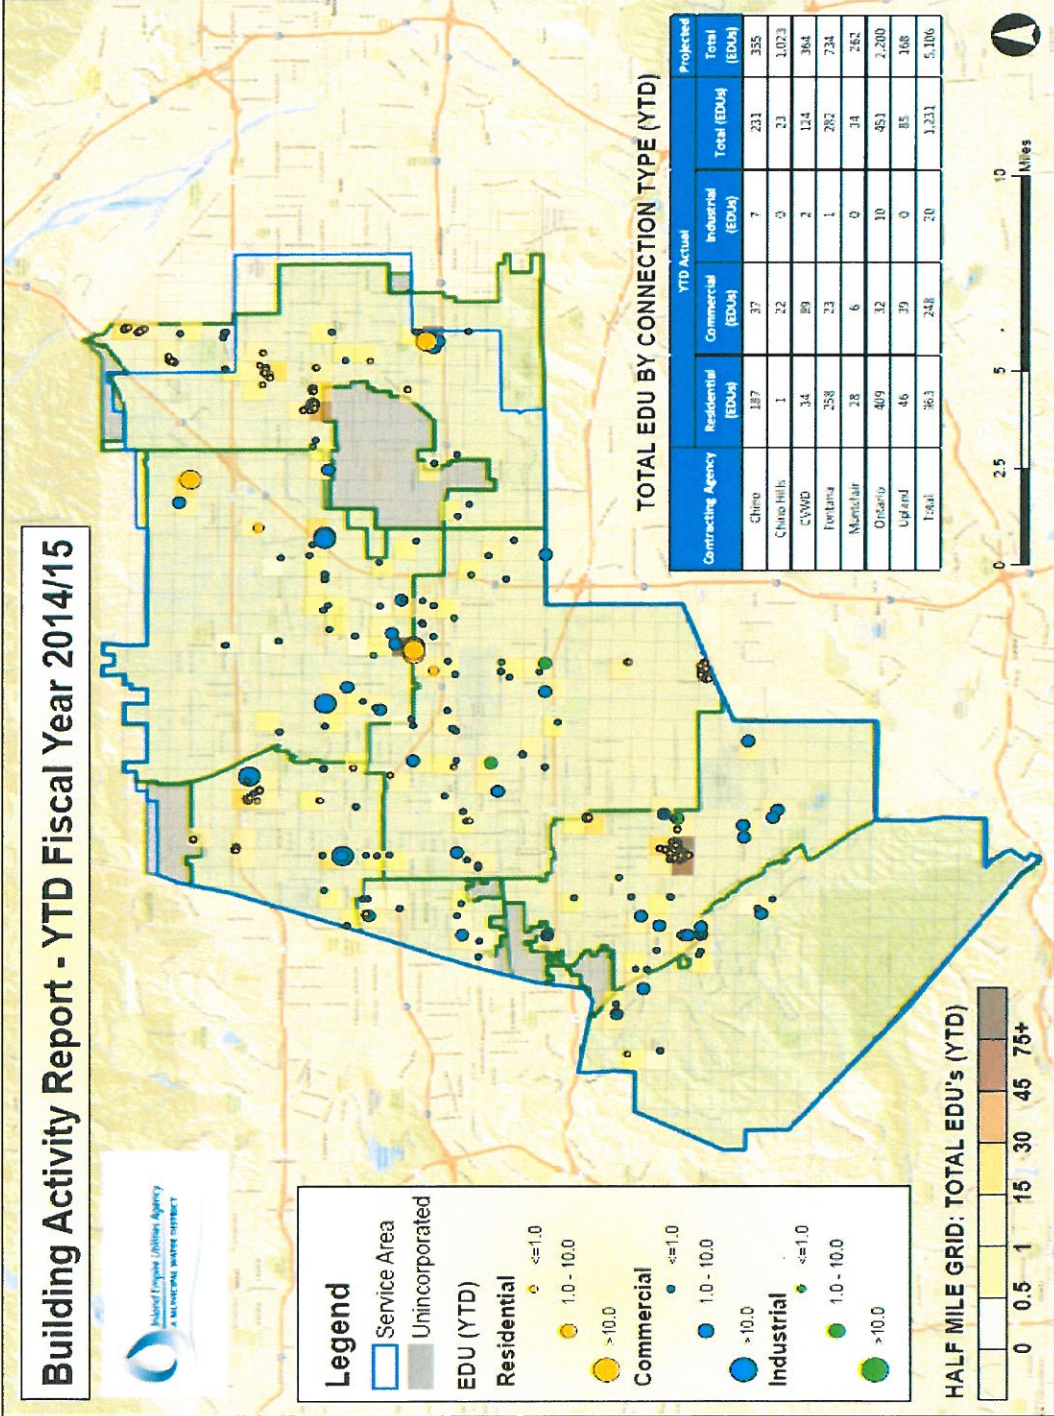 Building Activity Report - YTD Fiscal Year 2014/15
Inland Empire Utilities Agency
A MUNICIPAL WATER DISTRICT
Legend
Service Area
Unincorporated
EDU (YTD)
Residential
<=1.0
1.0 - 10.0
>10.0
Commercial
<=1.0
1.0 - 10.0
>10.0
Industrial
<=1.0
1.0 - 10.0
>10.0
HALF MILE GRID: TOTAL EDU's (YTD)
0 0.5 1 15 30 45 75+
TOTAL EDU BY CONNECTION TYPE (YTD)
Contracting Agency YTD Actual Projected
Residential (EDUs) Commercial (EDUs) Industrial (EDUs) Total (EDUs) Total (EDUs)
Chino 187 37 7 231 355
Chino Hills 1 22 0 23 1,023
CVWD 34 89 2 124 364
Fontana 258 23 1 282 734
Montclair 28 6 0 34 262
Ontario 409 32 10 451 2,200
Upland 46 39 0 85 168
Total 963 248 20 1,231 5,106
0 2.5 5 10
Miles